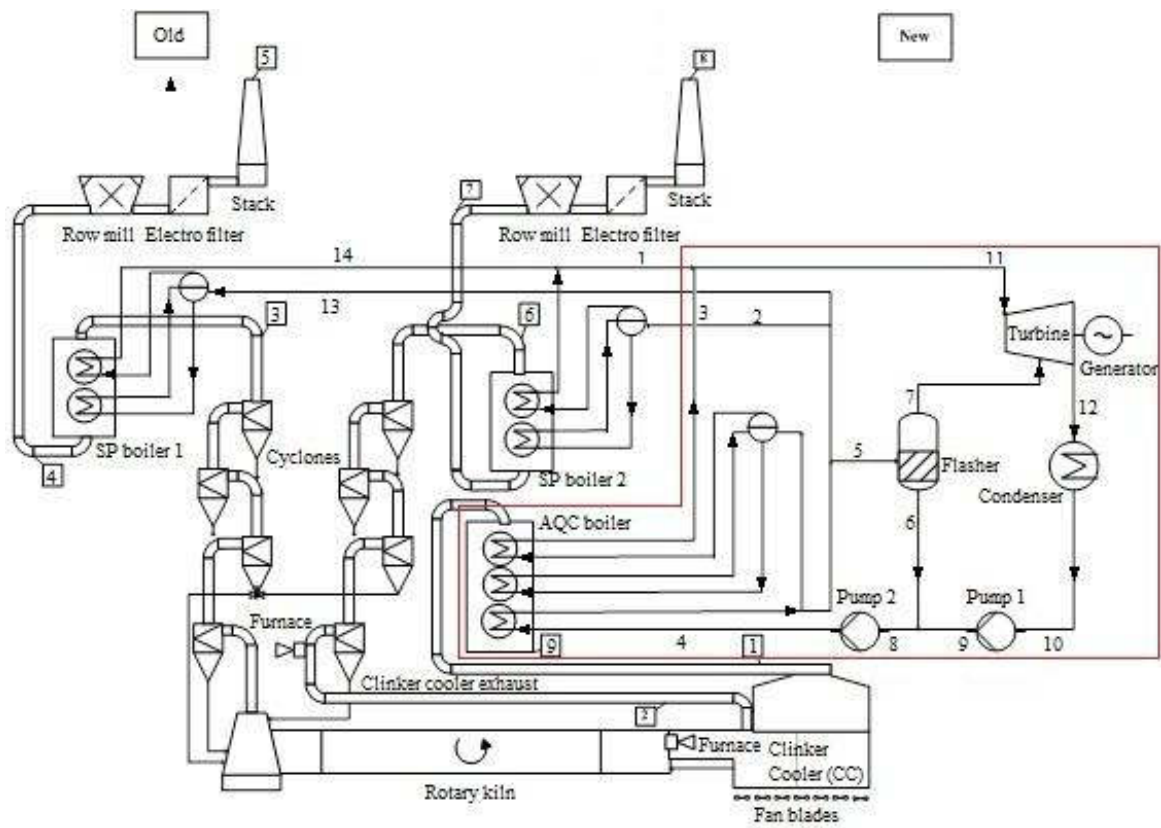 Old
New
5
8
7
Stack
Stack
Row mill
Electro filter
Row mill
Electro filter
14
1
11
13
3
6
3
2
Turbine
Generator
7
12
Cyclones
SP boiler 1
4
SP boiler 2
5
Flasher
Condenser
AQC boiler
6
Pump 2
Pump 1
Furnace
9
4
1
8
9
10
Clinker cooler exhaust
2
Furnace
Clinker
Cooler (CC)
Rotary kiln
Fan blades